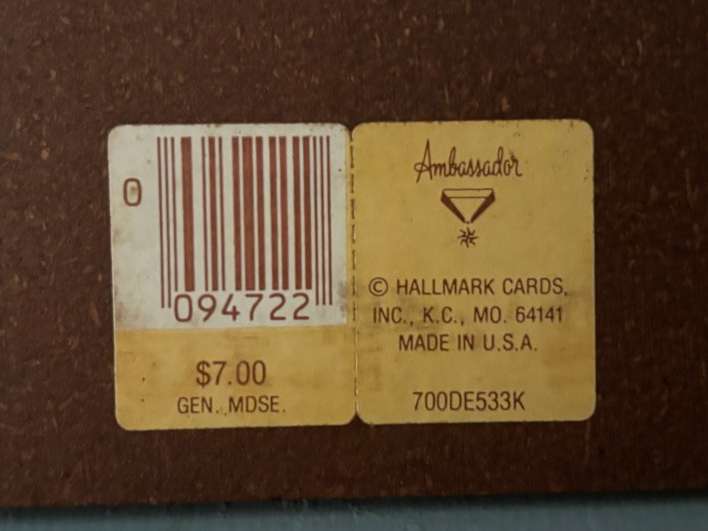 0
094722
$7.00
GEN. MDSE.
Ambassador
© HALLMARK CARDS,
INC., K.C., MO. 64141
MADE IN U.S.A.
700DE533K